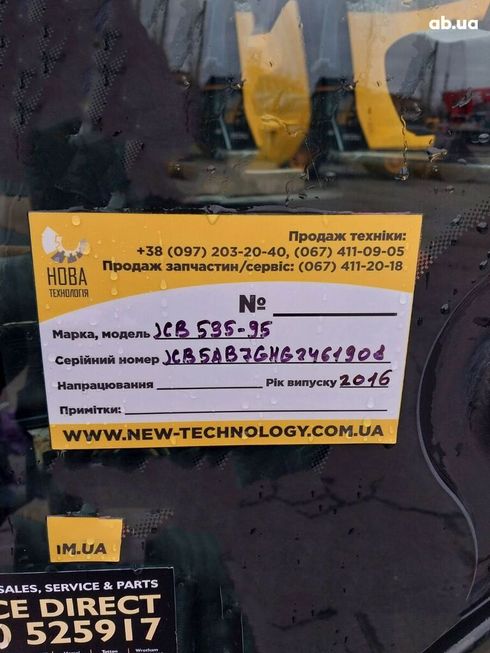 ab.ua
НОВА
ТЕХНОЛОГІЯ
Продаж техніки:
+38 (097) 203-20-40, (067) 411-09-05
Продаж запчастин/сервіс: (067) 411-20-18
№
Марка, модель JCB 535-95
Серійний номер JCB5AB7GHG2461908
Напрацювання
Рік випуску 2016
Примітки:
WWW.NEW-TECHNOLOGY.COM.UA
IM.UA
SALES, SERVICE & PARTS
CE DIRECT
0 525917